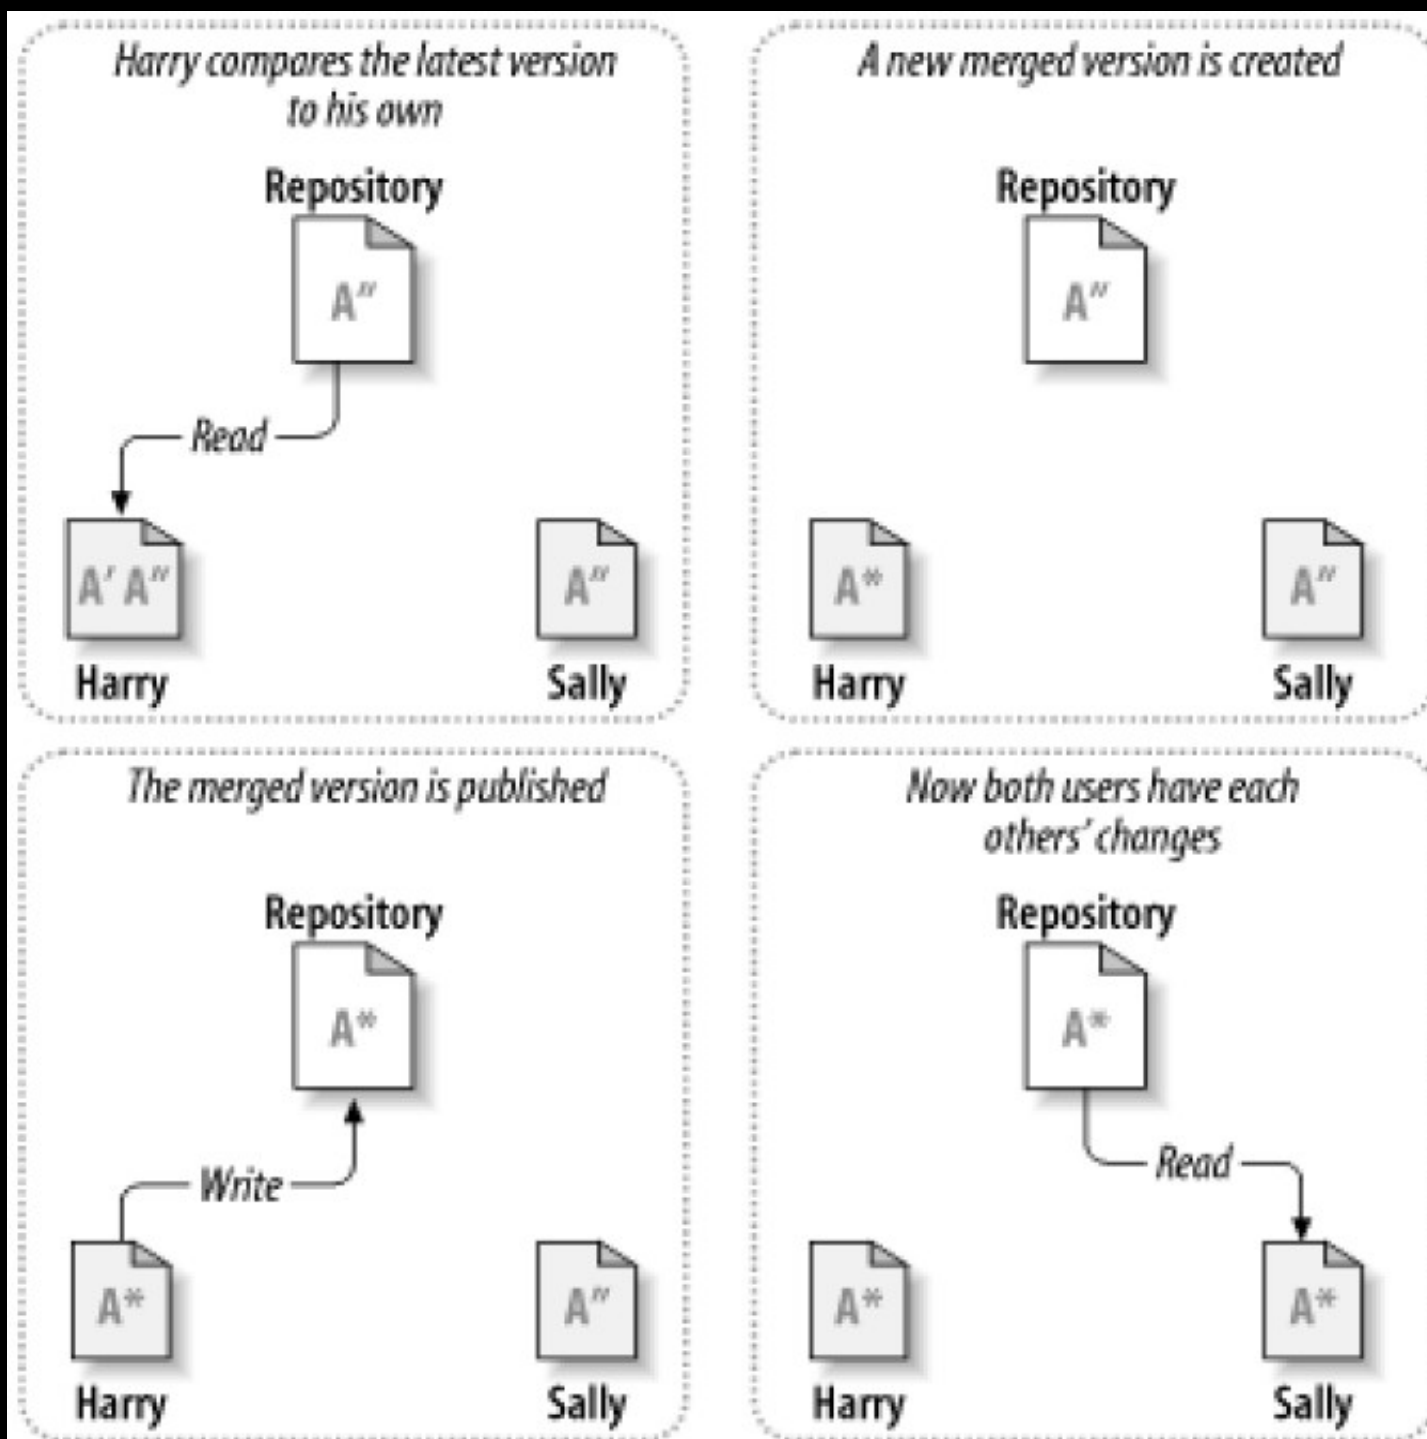 Harry compares the latest version
to his own
Repository
A″
Read
A′ A″
A″
Harry
Sally
A new merged version is created
Repository
A″
A*
A″
Harry
Sally
The merged version is published
Repository
A*
Write
A*
A″
Harry
Sally
Now both users have each
others’ changes
Repository
A*
Read
A*
A*
Harry
Sally